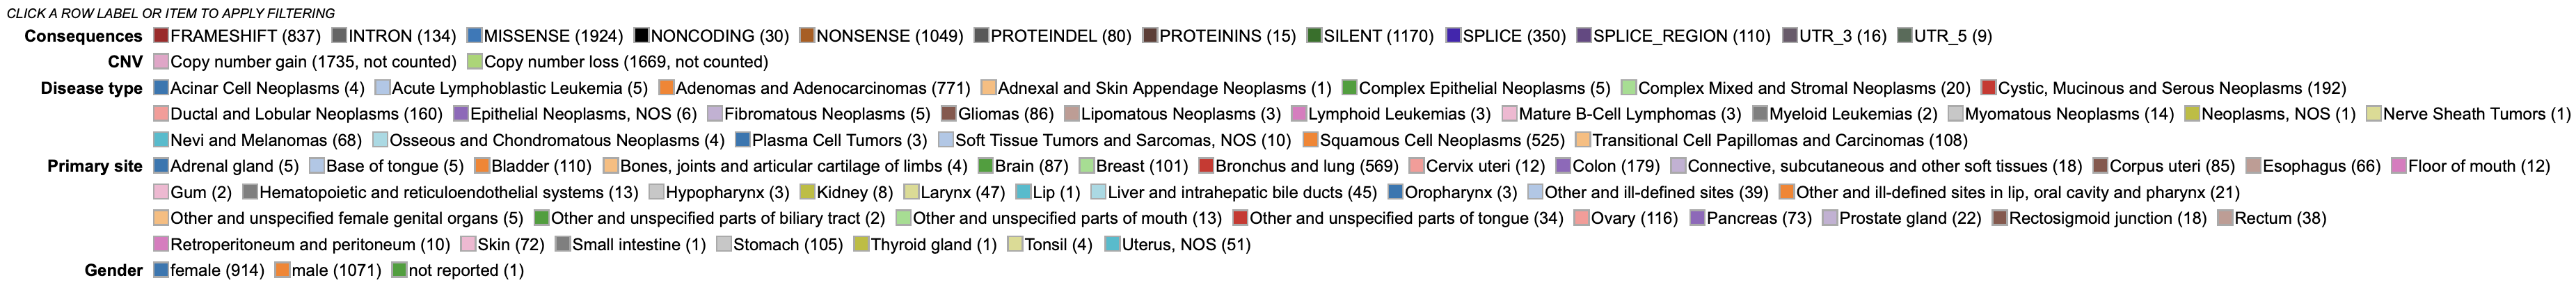 CLICK A ROW LABEL OR ITEM TO APPLY FILTERING
Consequences FRAMESHIFT (837) INTRON (134) MISSENSE (1924) NONCODING (30) NONSENSE (1049) PROTEINDEL (80) PROTEININS (15) SILENT (1170) SPLICE (350) SPLICE_REGION (110) UTR_3 (16) UTR_5 (9)
CNV Copy number gain (1735, not counted) Copy number loss (1669, not counted)
Disease type Acinar Cell Neoplasms (4) Acute Lymphoblastic Leukemia (5) Adenomas and Adenocarcinomas (771) Adnexal and Skin Appendage Neoplasms (1) Complex Epithelial Neoplasms (5) Complex Mixed and Stromal Neoplasms (20) Cystic, Mucinous and Serous Neoplasms (192)
Ductal and Lobular Neoplasms (160) Epithelial Neoplasms, NOS (6) Fibromatous Neoplasms (5) Gliomas (86) Lipomatous Neoplasms (3) Lymphoid Leukemias (3) Mature B-Cell Lymphomas (3) Myeloid Leukemias (2) Myomatous Neoplasms (14) Neoplasms, NOS (1) Nerve Sheath Tumors (1)
Nevi and Melanomas (68) Osseous and Chondromatous Neoplasms (4) Plasma Cell Tumors (3) Soft Tissue Tumors and Sarcomas, NOS (10) Squamous Cell Neoplasms (525) Transitional Cell Papillomas and Carcinomas (108)
Primary site Adrenal gland (5) Base of tongue (5) Bladder (110) Bones, joints and articular cartilage of limbs (4) Brain (87) Breast (101) Bronchus and lung (569) Cervix uteri (12) Colon (179) Connective, subcutaneous and other soft tissues (18) Corpus uteri (85) Esophagus (66) Floor of mouth (12)
Gum (2) Hematopoietic and reticuloendothelial systems (13) Hypopharynx (3) Kidney (8) Larynx (47) Lip (1) Liver and intrahepatic bile ducts (45) Oropharynx (3) Other and ill-defined sites (39) Other and ill-defined sites in lip, oral cavity and pharynx (21)
Other and unspecified female genital organs (5) Other and unspecified parts of biliary tract (2) Other and unspecified parts of mouth (13) Other and unspecified parts of tongue (34) Ovary (116) Pancreas (73) Prostate gland (22) Rectosigmoid junction (18) Rectum (38)
Retroperitoneum and peritoneum (10) Skin (72) Small intestine (1) Stomach (105) Thyroid gland (1) Tonsil (4) Uterus, NOS (51)
Gender female (914) male (1071) not reported (1)